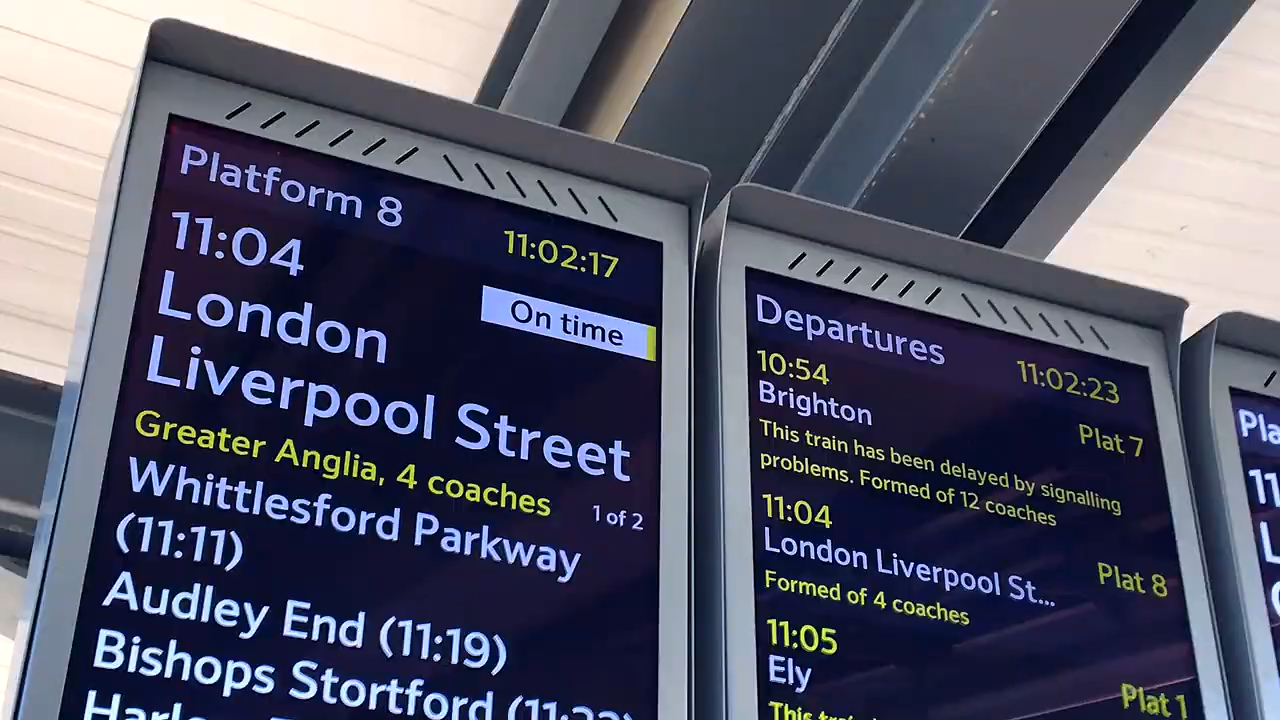 Platform 8
11:02:17
11:04
On time
London
Liverpool Street
Greater Anglia, 4 coaches
1 of 2
Whittlesford Parkway
(11:11)
Audley End (11:19)
Bishops Stortford
Departures
11:02:23
10:54
Brighton
Plat 7
This train has been delayed by signalling
problems. Formed of 12 coaches
11:04
London Liverpool St...
Plat 8
Formed of 4 coaches
11:05
Ely
Plat 1
This